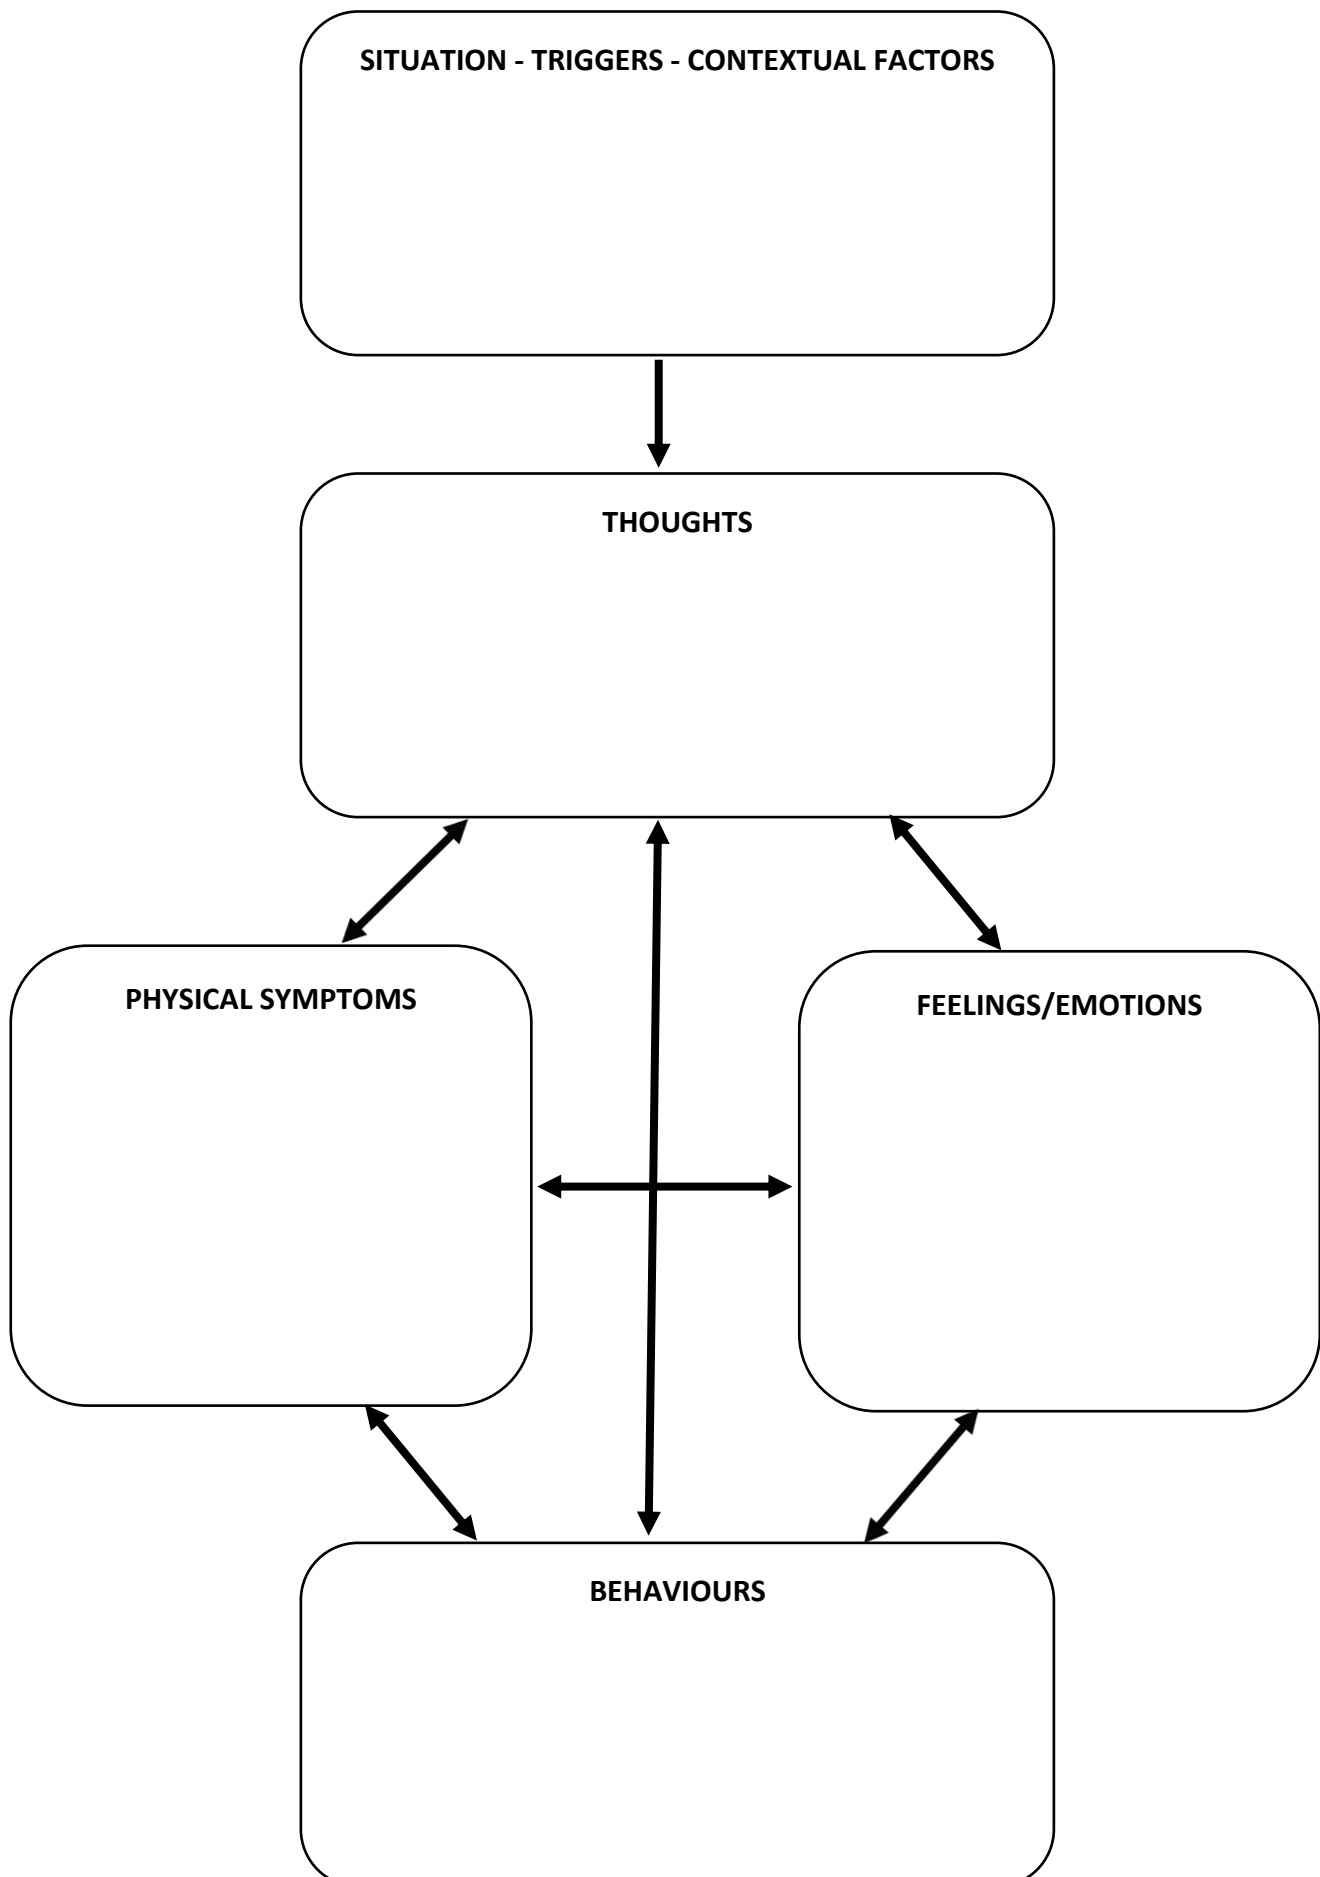 SITUATION - TRIGGERS - CONTEXTUAL FACTORS
THOUGHTS
PHYSICAL SYMPTOMS
FEELINGS/EMOTIONS
BEHAVIOURS